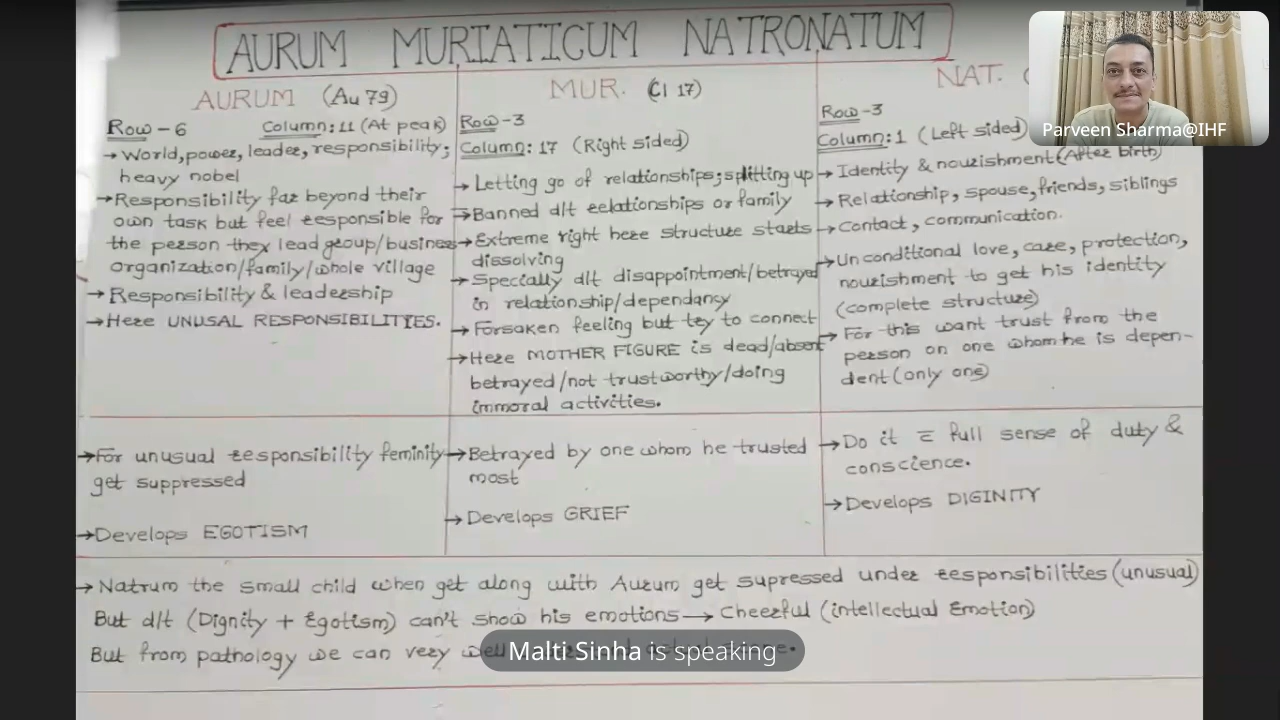 AURUM MURIATICUM NATRONATUM
AURUM (Au 79)
Row-6 Column:11 (At peak)
→World, power, leader, responsibility;
heavy nobel
→Responsibility far beyond their
own task but feel responsible for
the person they lead group/business
organization/family/whole village
→Responsibility & leadership
→Here UNUSAL RESPONSIBILITYES.
MUR. (Cl 17)
Row-3
Column: 17 (Right sided)
→Letting go of relationships; splitting up
→Banned d/t relationships or family
→Extreme right here structure starts
dissolving
→Specially d/t disappointment/betrayed
in relationship/dependancy
→Forsaken feeling but try to connect
→Here MOTHER FIGURE is dead/absent
betrayed/not trustworthy/doing
immoral activities.
NAT.
Row-3
Column:1 (Left sided)
→Identity & nourishment (After birth)
→Relationship, spouse, friends, siblings
→Contact, communication.
→Unconditional love, care, protection,
nourishment to get his identity
(complete structure)
→For this want trust from the
person on one whom he is depen-
dent (only one)
→For unusual responsibility feminity
get suppressed
→Develops EGOTISM
→Betrayed by one whom he trusted
most
→Develops GRIEF
→Do it c̄ full sense of duty &
conscience.
→Develops DIGINITY
→Natrum the small child when get along with Aurum get supressed under responsibilities (unusual)
But d/t (Dignity + Egotism) can't show his emotions → Cheerful (intellectual Emotion)
But from pathology we can very well
Parveen Sharma@IHF
Malti Sinha is speaking